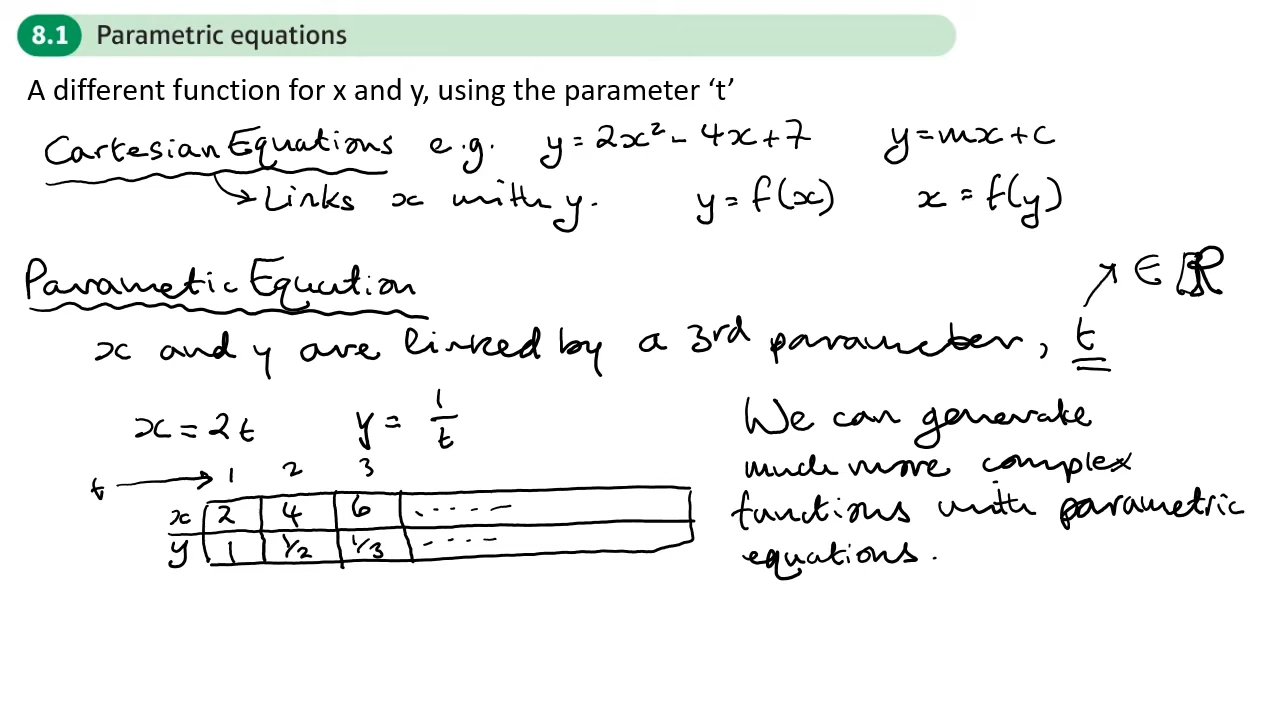 8.1 Parametric equations
A different function for x and y, using the parameter ‘t’
Cartesian Equations e.g. y = 2x² - 4x + 7 y = mx + c
→ Links x with y. y = f(x) x = f(y)
Parametric Equation
x and y are linked by a 3rd parameter, t → ∈ ℝ
x = 2t y = 1/t
t → 1 2 3
x 2 4 6 .....
y 1 1/2 1/3 ....
We can generate
much more complex
functions with parametric
equations.